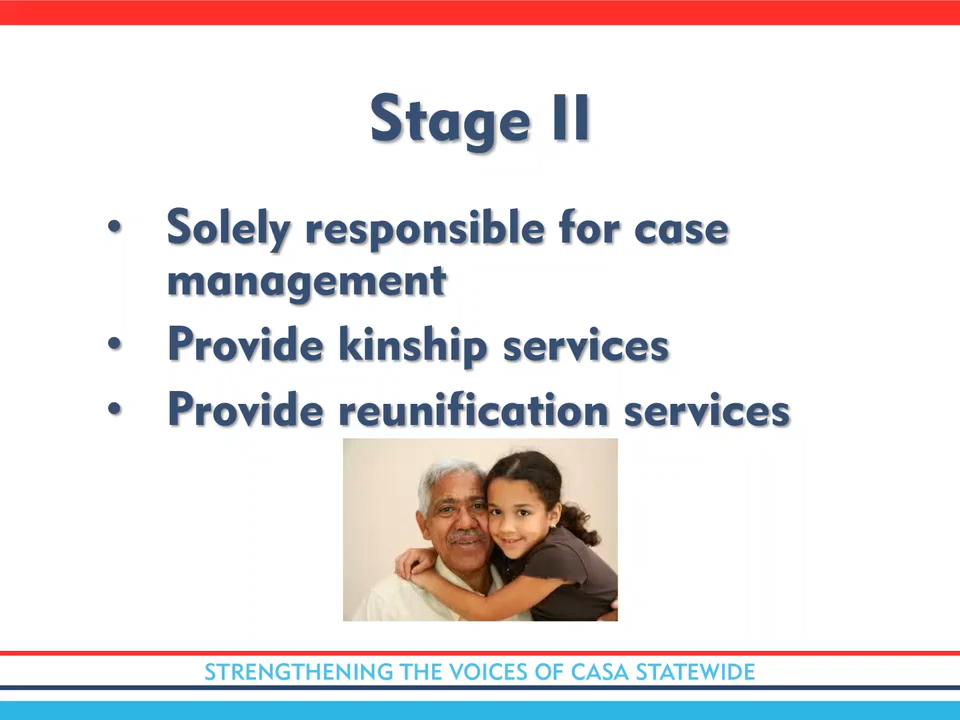 Stage II
• Solely responsible for case
management
• Provide kinship services
• Provide reunification services
STRENGTHENING THE VOICES OF CASA STATEWIDE